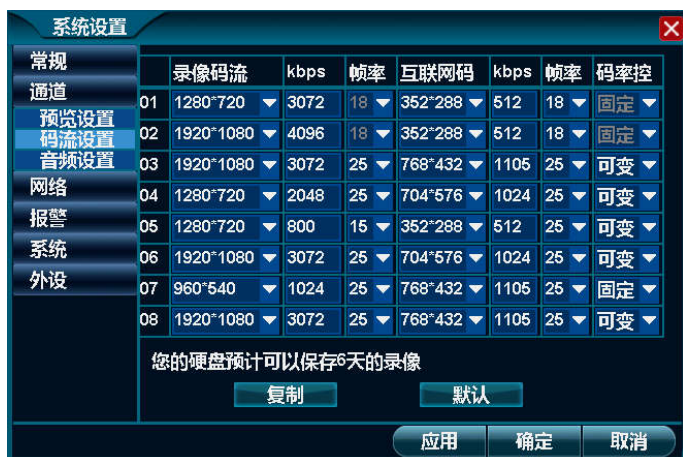 系统设置
常规
通道
预览设置
码流设置
音频设置
网络
报警
系统
外设
录像码流 kbps 帧率 互联网码 kbps 帧率 码率控
01 1280*720 3072 18 352*288 512 18 固定
02 1920*1080 4096 18 352*288 512 18 固定
03 1920*1080 3072 25 768*432 1105 25 可变
04 1280*720 2048 25 704*576 1024 25 可变
05 1280*720 800 15 352*288 512 25 可变
06 1920*1080 3072 25 704*576 1024 25 可变
07 960*540 1024 25 768*432 1105 25 固定
08 1920*1080 3072 25 768*432 1105 25 可变
您的硬盘预计可以保存6天的录像
复制 默认
应用 确定 取消